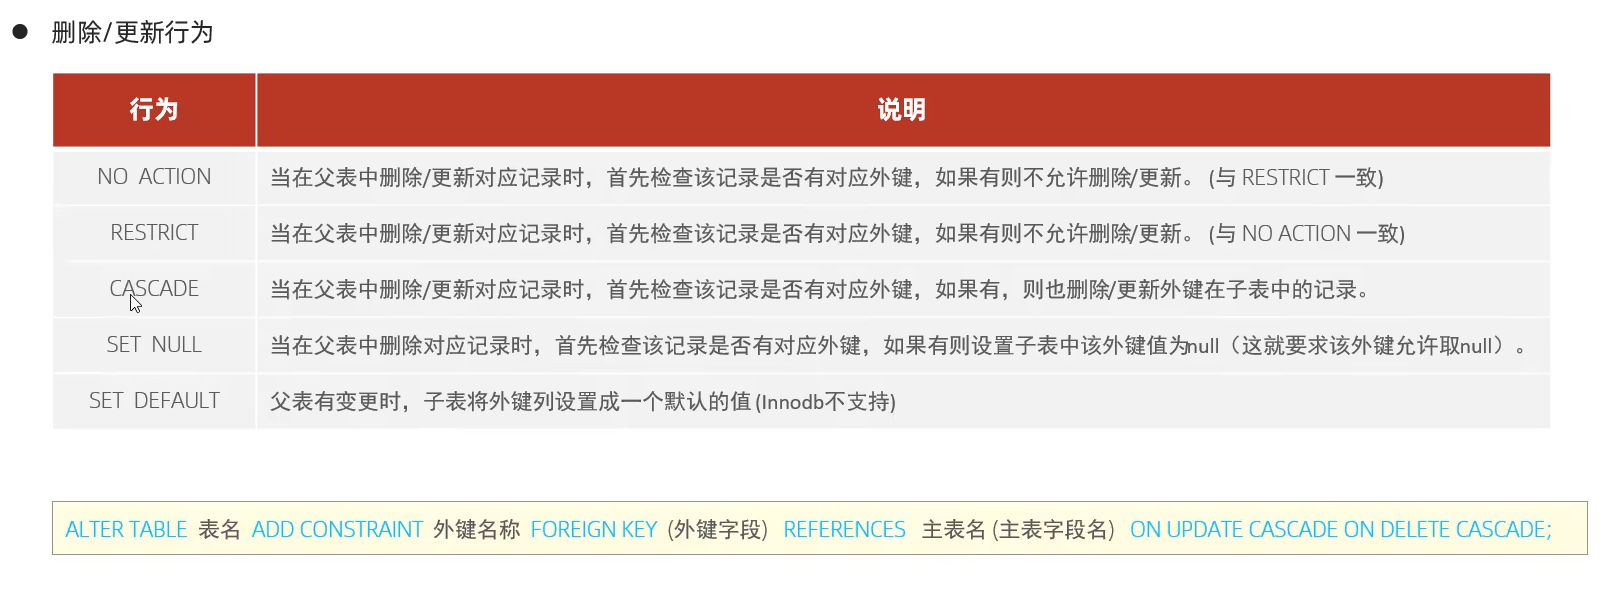 ● 删除/更新行为
行为 说明
NO ACTION 当在父表中删除/更新对应记录时，首先检查该记录是否有对应外键，如果有则不允许删除/更新。 (与 RESTRICT 一致)
RESTRICT 当在父表中删除/更新对应记录时，首先检查该记录是否有对应外键，如果有则不允许删除/更新。 (与 NO ACTION 一致)
CASCADE 当在父表中删除/更新对应记录时，首先检查该记录是否有对应外键，如果有，则也删除/更新外键在子表中的记录。
SET NULL 当在父表中删除对应记录时，首先检查该记录是否有对应外键，如果有则设置子表中该外键值为null（这就要求该外键允许取null）。
SET DEFAULT 父表有变更时，子表将外键列设置成一个默认的值 (Innodb不支持)
ALTER TABLE 表名 ADD CONSTRAINT 外键名称 FOREIGN KEY (外键字段) REFERENCES 主表名 (主表字段名) ON UPDATE CASCADE ON DELETE CASCADE;